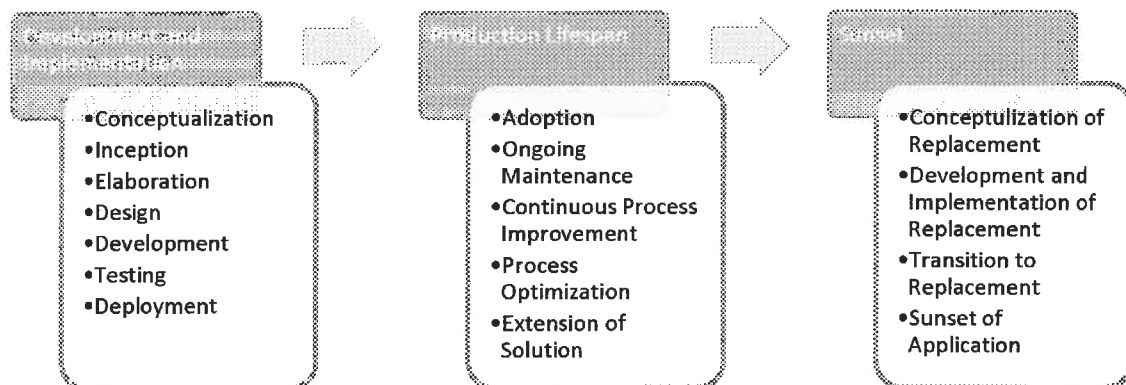 Development and
Implementation
•Conceptualization
•Inception
•Elaboration
•Design
•Development
•Testing
•Deployment
Production Lifespan
•Adoption
•Ongoing
Maintenance
•Continuous Process
Improvement
•Process
Optimization
•Extension of
Solution
Sunset
•Conceptulization of
Replacement
•Development and
Implementation of
Replacement
•Transition to
Replacement
•Sunset of
Application